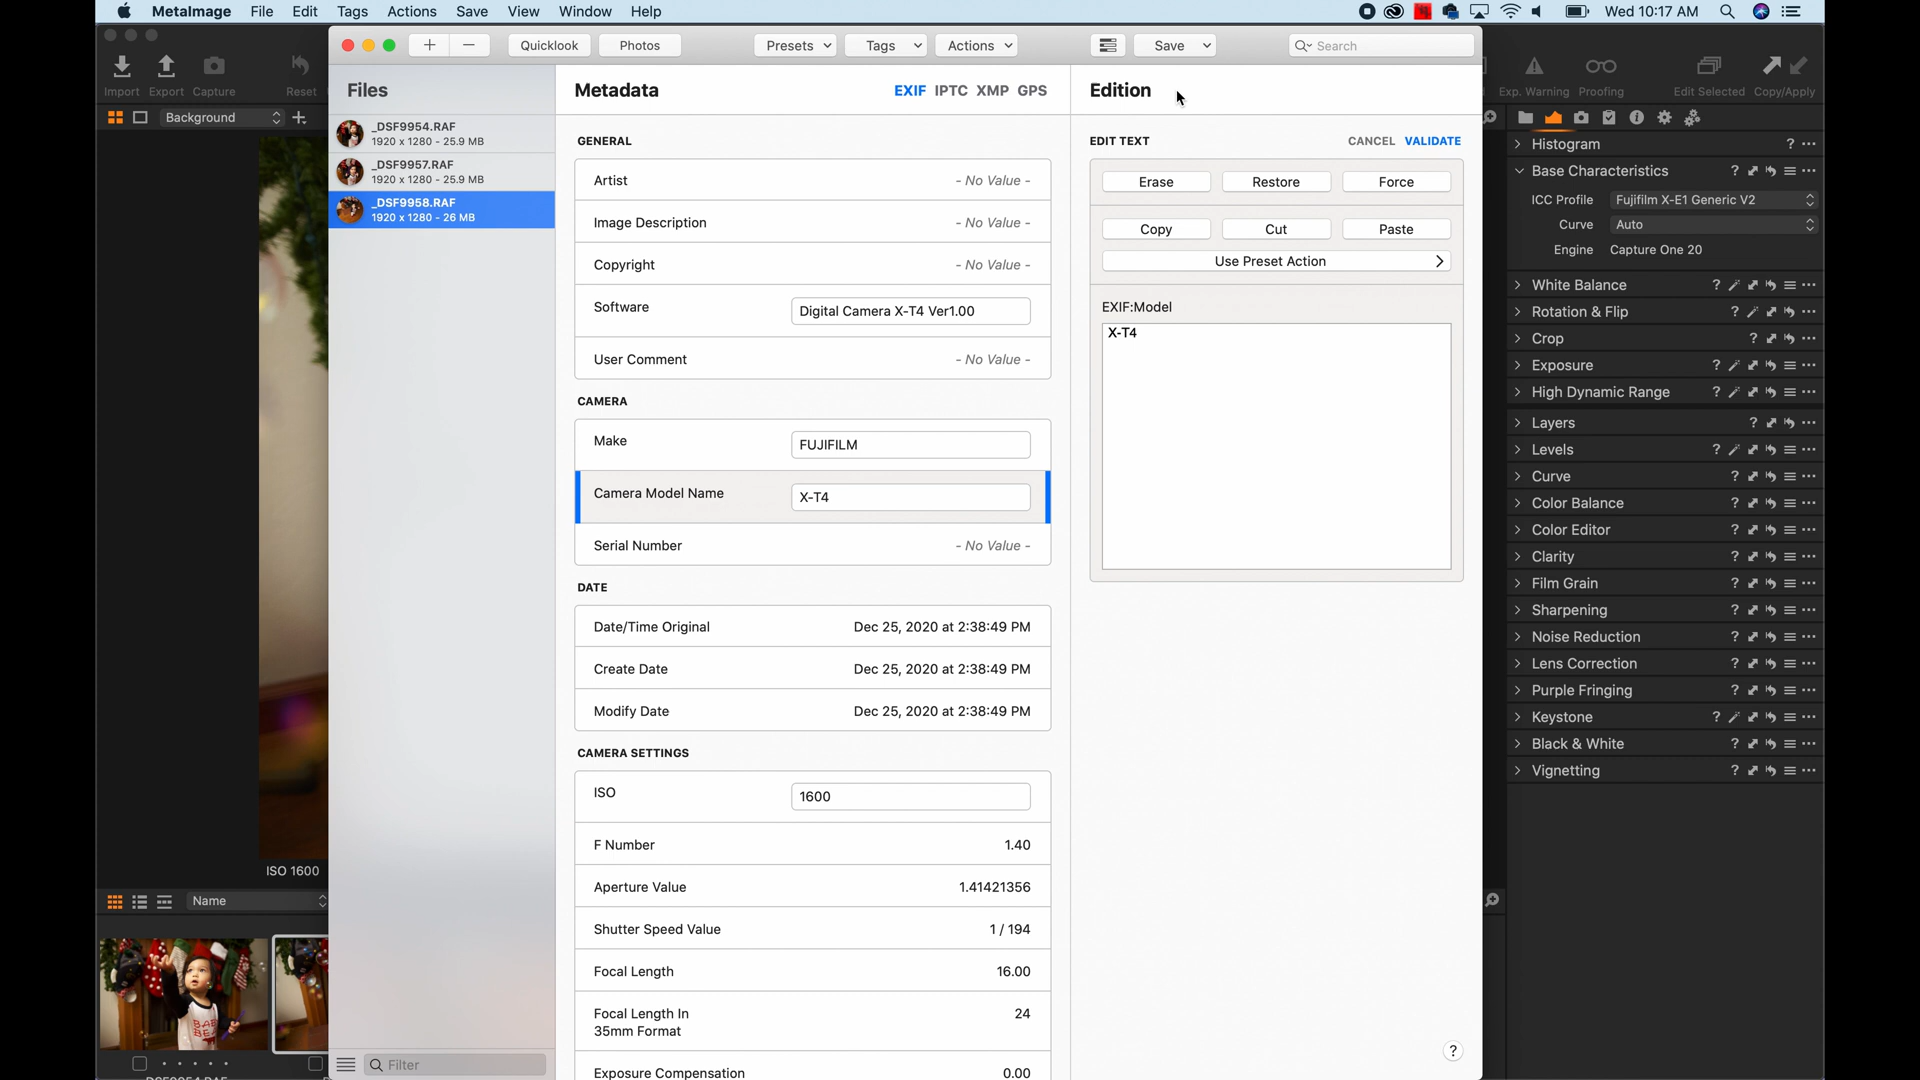 MetaImage File Edit Tags Actions Save View Window Help
Wed 10:17 AM
Import Export Capture Reset
Quicklook Photos Presets Tags Actions Save Search
Exp. Warning Proofing Edit Selected Copy/Apply
Background
Files
_DSF9954.RAF
1920 x 1280 - 25.9 MB
_DSF9957.RAF
1920 x 1280 - 25.9 MB
_DSF9958.RAF
1920 x 1280 - 26 MB
Filter
Metadata EXIF IPTC XMP GPS
GENERAL
Artist - No Value -
Image Description - No Value -
Copyright - No Value -
Software Digital Camera X-T4 Ver1.00
User Comment - No Value -
CAMERA
Make FUJIFILM
Camera Model Name X-T4
Serial Number - No Value -
DATE
Date/Time Original Dec 25, 2020 at 2:38:49 PM
Create Date Dec 25, 2020 at 2:38:49 PM
Modify Date Dec 25, 2020 at 2:38:49 PM
CAMERA SETTINGS
ISO 1600
F Number 1.40
Aperture Value 1.41421356
Shutter Speed Value 1 / 194
Focal Length 16.00
Focal Length In 24
35mm Format
Exposure Compensation 0.00
Edition
EDIT TEXT CANCEL VALIDATE
Erase Restore Force
Copy Cut Paste
Use Preset Action
EXIF:Model
X-T4
?
Histogram
Base Characteristics
ICC Profile Fujifilm X-E1 Generic V2
Curve Auto
Engine Capture One 20
White Balance
Rotation & Flip
Crop
Exposure
High Dynamic Range
Layers
Levels
Curve
Color Balance
Color Editor
Clarity
Film Grain
Sharpening
Noise Reduction
Lens Correction
Purple Fringing
Keystone
Black & White
Vignetting
ISO 1600
Name